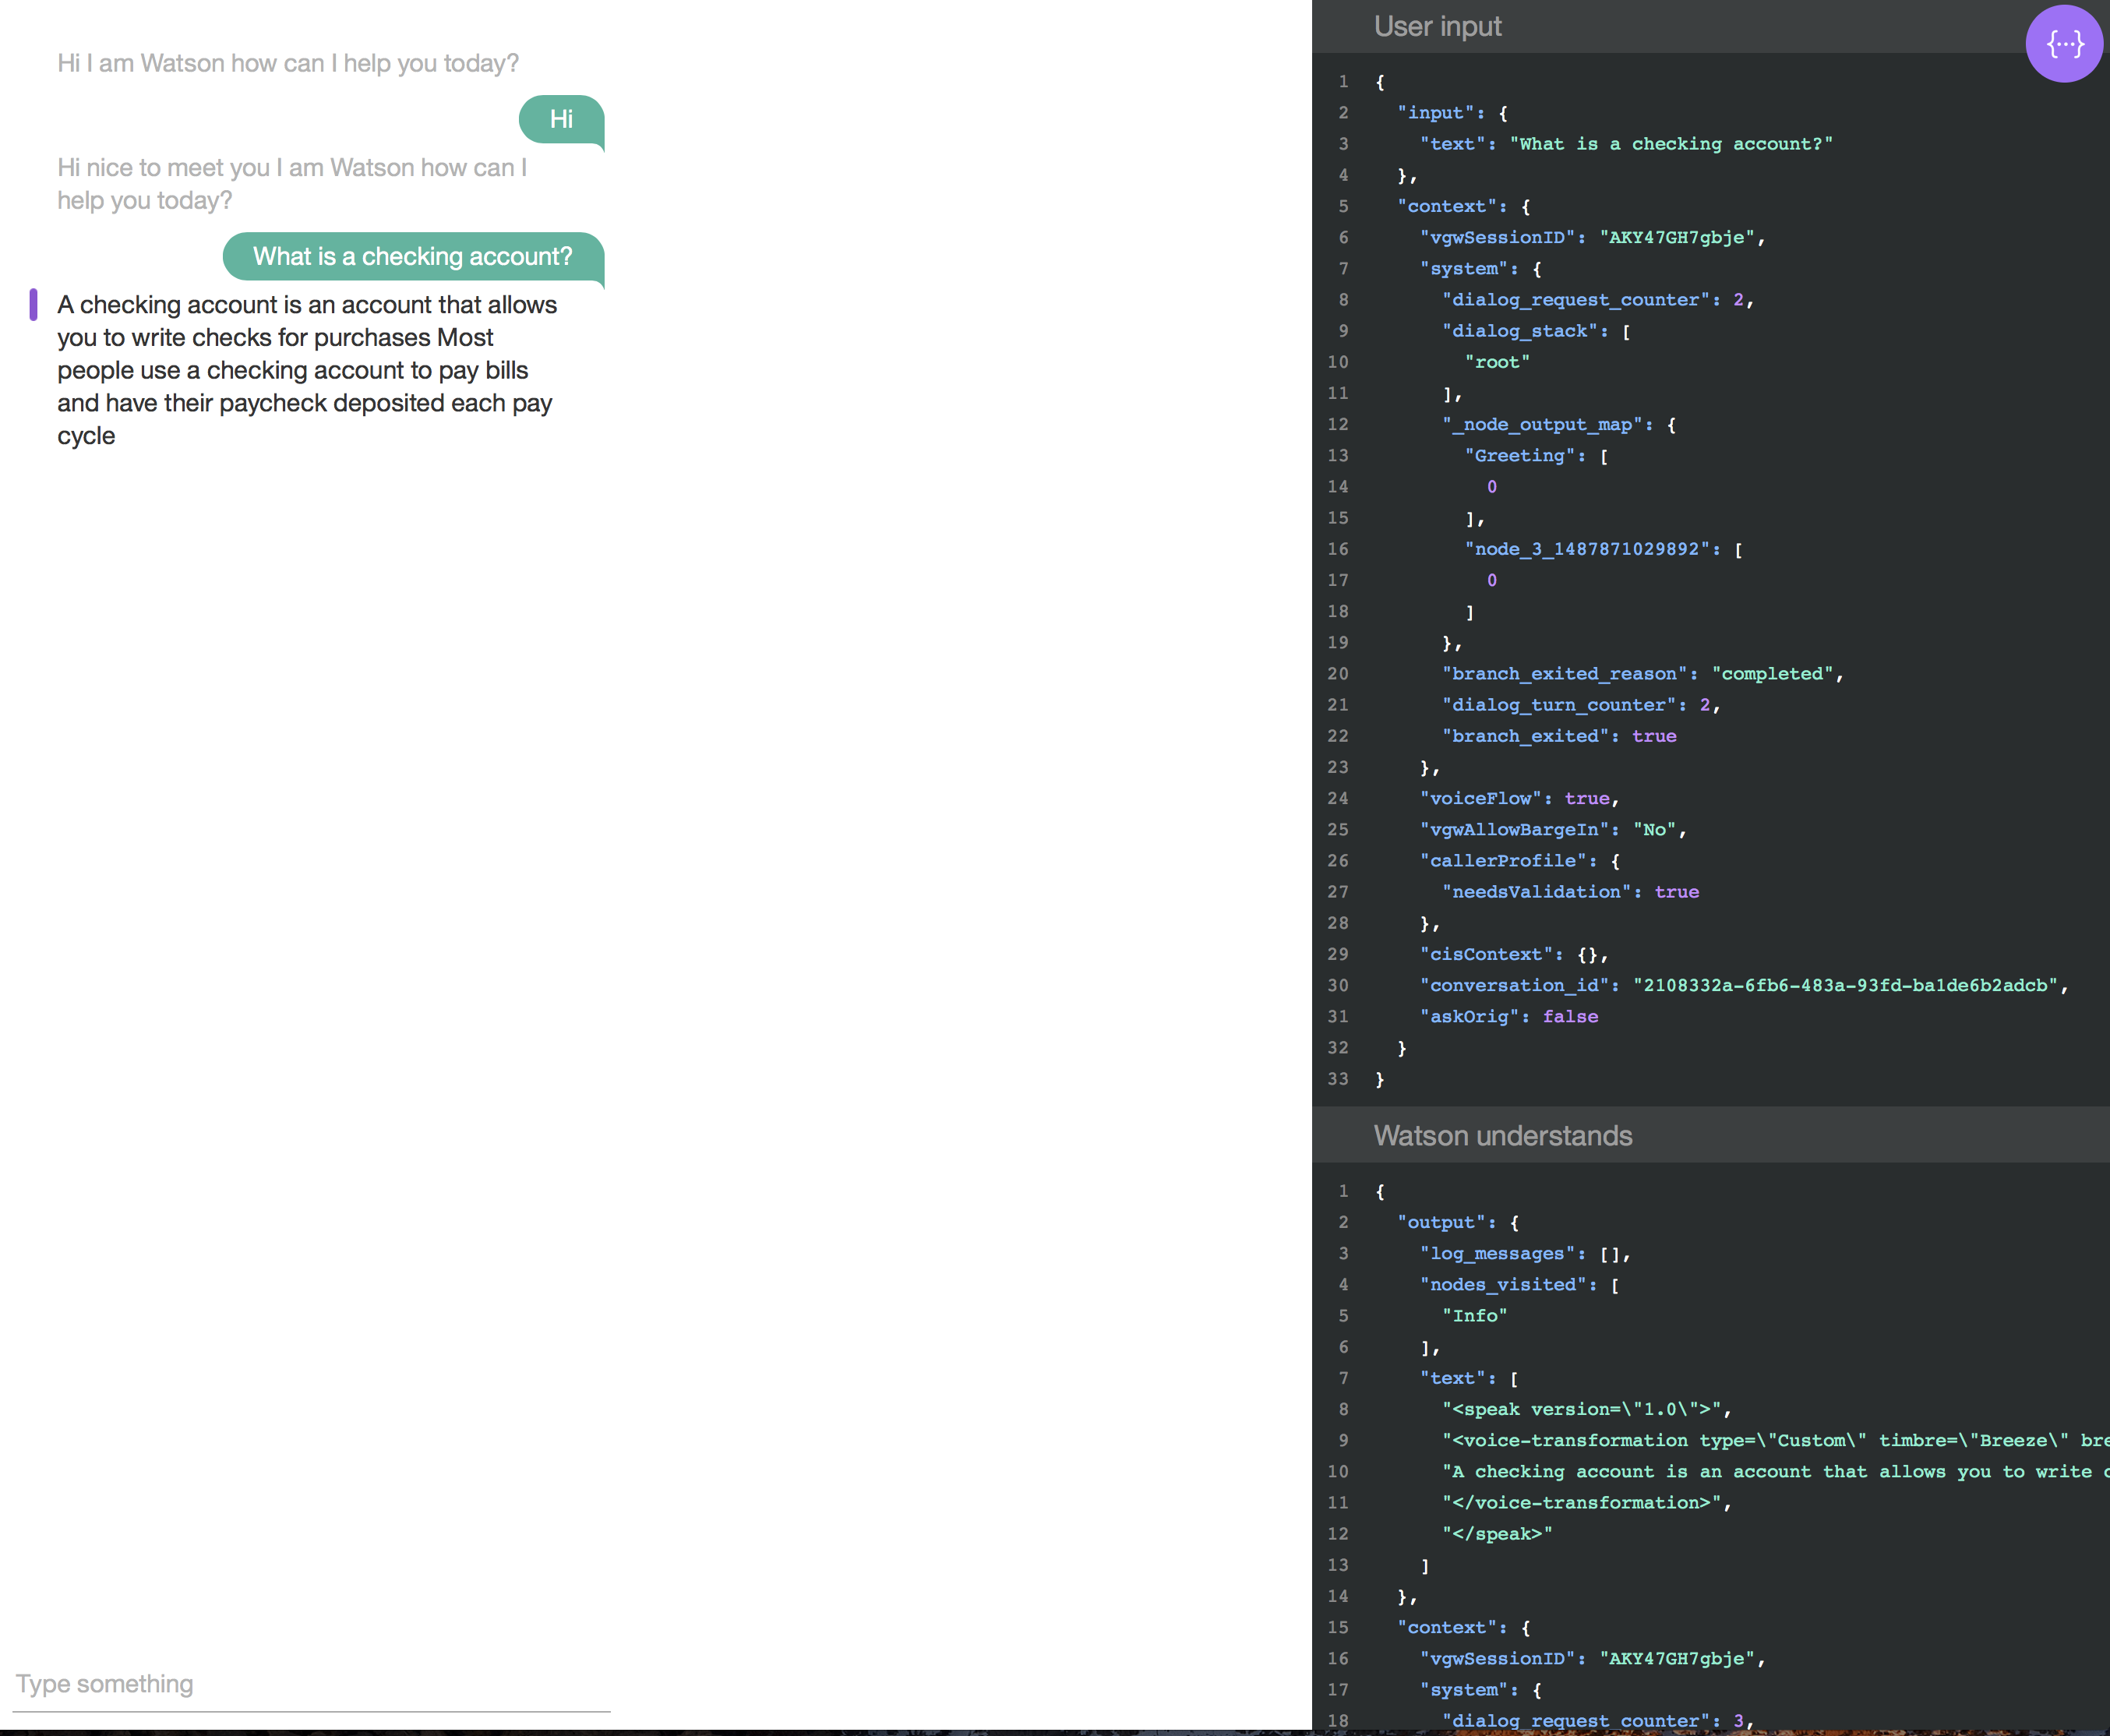 Hi I am Watson how can I help you today?
Hi
Hi nice to meet you I am Watson how can I
help you today?
What is a checking account?
A checking account is an account that allows
you to write checks for purchases Most
people use a checking account to pay bills
and have their paycheck deposited each pay
cycle
Type something
User input
{···}
1 {
2 "input": {
3 "text": "What is a checking account?"
4 },
5 "context": {
6 "vgwSessionID": "AKY47GH7gbje",
7 "system": {
8 "dialog_request_counter": 2,
9 "dialog_stack": [
10 "root"
11 ],
12 "_node_output_map": {
13 "Greeting": [
14 0
15 ],
16 "node_3_1487871029892": [
17 0
18 ]
19 },
20 "branch_exited_reason": "completed",
21 "dialog_turn_counter": 2,
22 "branch_exited": true
23 },
24 "voiceFlow": true,
25 "vgwAllowBargeIn": "No",
26 "callerProfile": {
27 "needsValidation": true
28 },
29 "cisContext": {},
30 "conversation_id": "2108332a-6fb6-483a-93fd-ba1de6b2adcb",
31 "askOrig": false
32 }
33 }
Watson understands
1 {
2 "output": {
3 "log_messages": [],
4 "nodes_visited": [
5 "Info"
6 ],
7 "text": [
8 "<speak version=\"1.0\">",
9 "<voice-transformation type=\"Custom\" timbre=\"Breeze\" bre
10 "A checking account is an account that allows you to write c
11 "</voice-transformation>",
12 "</speak>"
13 ]
14 },
15 "context": {
16 "vgwSessionID": "AKY47GH7gbje",
17 "system": {
18 "dialog_request_counter": 3,